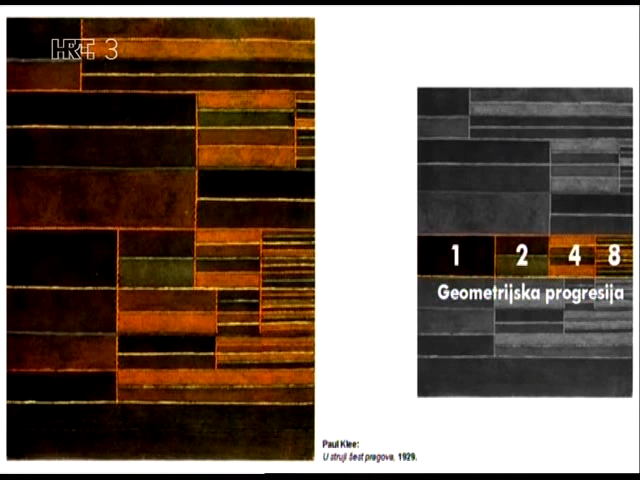 HRT 3
1 2 4 8
Geometrijska progresija
Paul Klee:
U struji šest pragova, 1929.